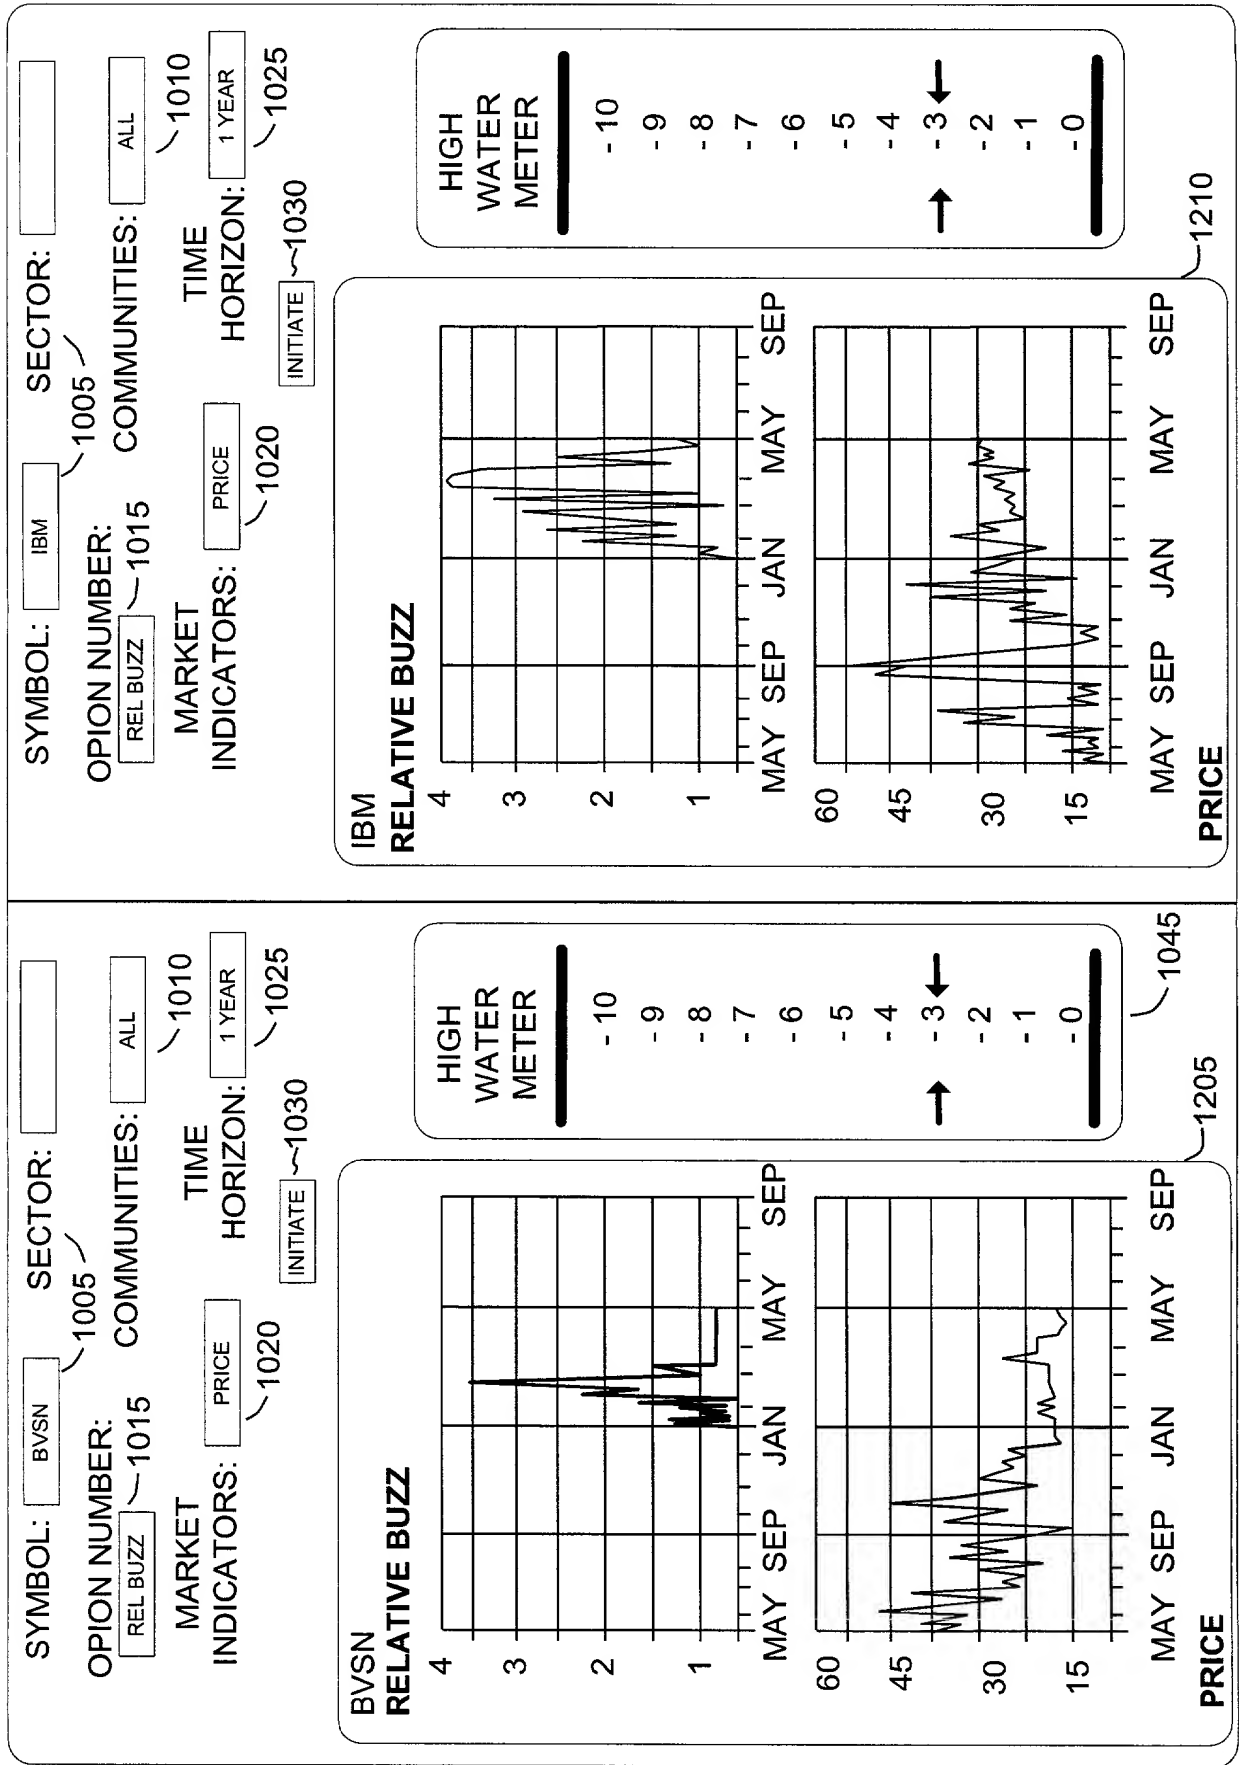 SYMBOL: BVSN SECTOR:
1005
OPION NUMBER: COMMUNITIES: ALL
REL BUZZ 1015 1010
MARKET TIME
INDICATORS: PRICE HORIZON: 1 YEAR
1020 1025
INITIATE 1030
BVSN
RELATIVE BUZZ
4
3
2
1
MAY SEP JAN MAY SEP
60
45
30
15
MAY SEP JAN MAY SEP
PRICE
1205
HIGH
WATER
METER
- 10
- 9
- 8
- 7
- 6
- 5
- 4
- 3
- 2
- 1
- 0
1045
SYMBOL: IBM SECTOR:
1005
OPION NUMBER: COMMUNITIES: ALL
REL BUZZ 1015 1010
MARKET TIME
INDICATORS: PRICE HORIZON: 1 YEAR
1020 1025
INITIATE 1030
IBM
RELATIVE BUZZ
4
3
2
1
MAY SEP JAN MAY SEP
60
45
30
15
MAY SEP JAN MAY SEP
PRICE
1210
HIGH
WATER
METER
- 10
- 9
- 8
- 7
- 6
- 5
- 4
- 3
- 2
- 1
- 0